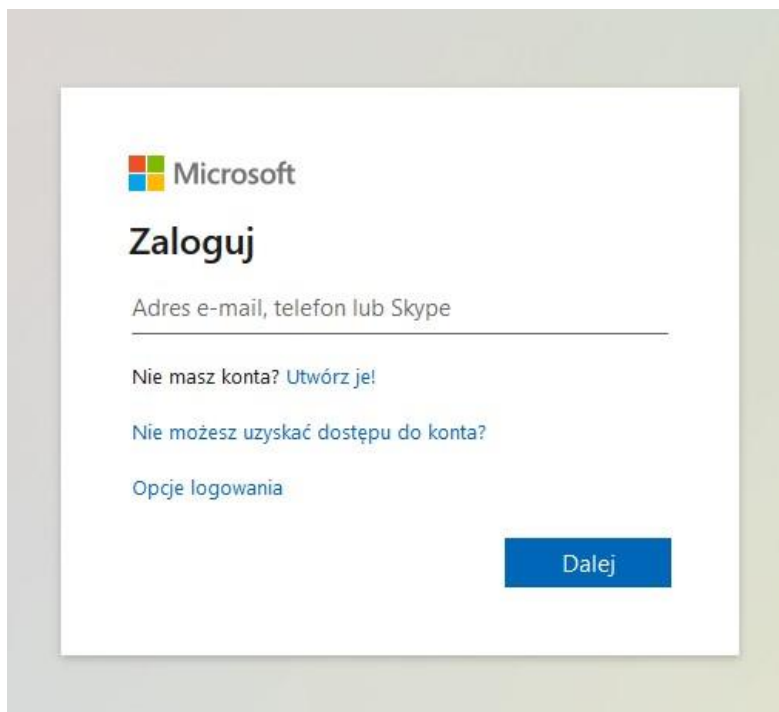 Microsoft
Zaloguj
Adres e-mail, telefon lub Skype
Nie masz konta? Utwórz je!
Nie możesz uzyskać dostępu do konta?
Opcje logowania
Dalej